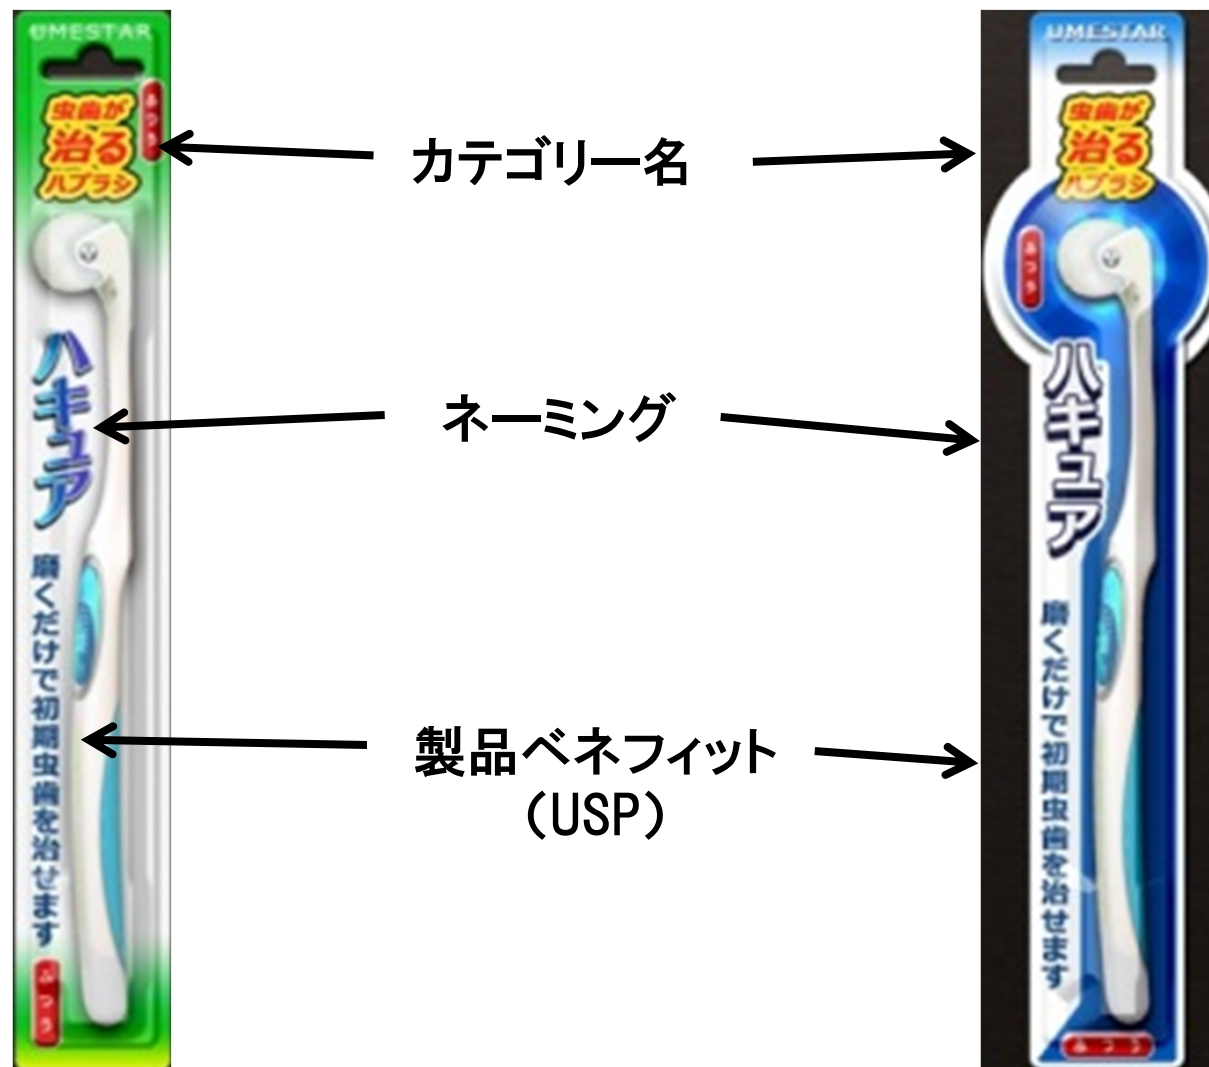 UMESTAR
虫歯が
治る
ハブラシ
ふつう
ハキュア
磨くだけで初期虫歯を治せます
ふつう
カテゴリー名
ネーミング
製品ベネフィット
（USP）
UMESTAR
虫歯が
治る
ハブラシ
ふつう
ハキュア
磨くだけで初期虫歯を治せます
ふつう